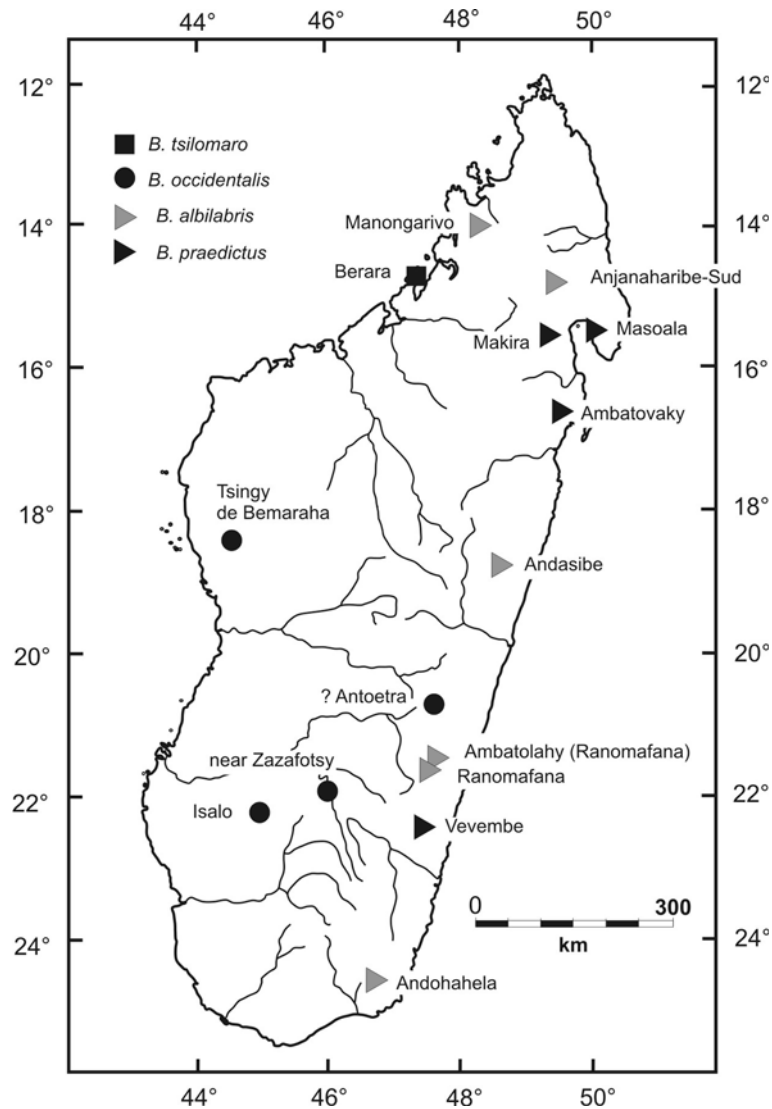 44° 46° 48° 50°
12° 12°
B. tsilomaro
B. occidentalis
B. albilabris
B. praedictus
14° 14°
Manongarivo
Berara
Anjanaharibe-Sud
Makira
Masoala
16° 16°
Ambatovaky
Tsingy
de Bemaraha
18° 18°
Andasibe
20° 20°
? Antoetra
Ambatolahy (Ranomafana)
near Zazafotsy
Ranomafana
22° 22°
Isalo
Vevembe
0 300
km
24° 24°
Andohahela
44° 46° 48° 50°